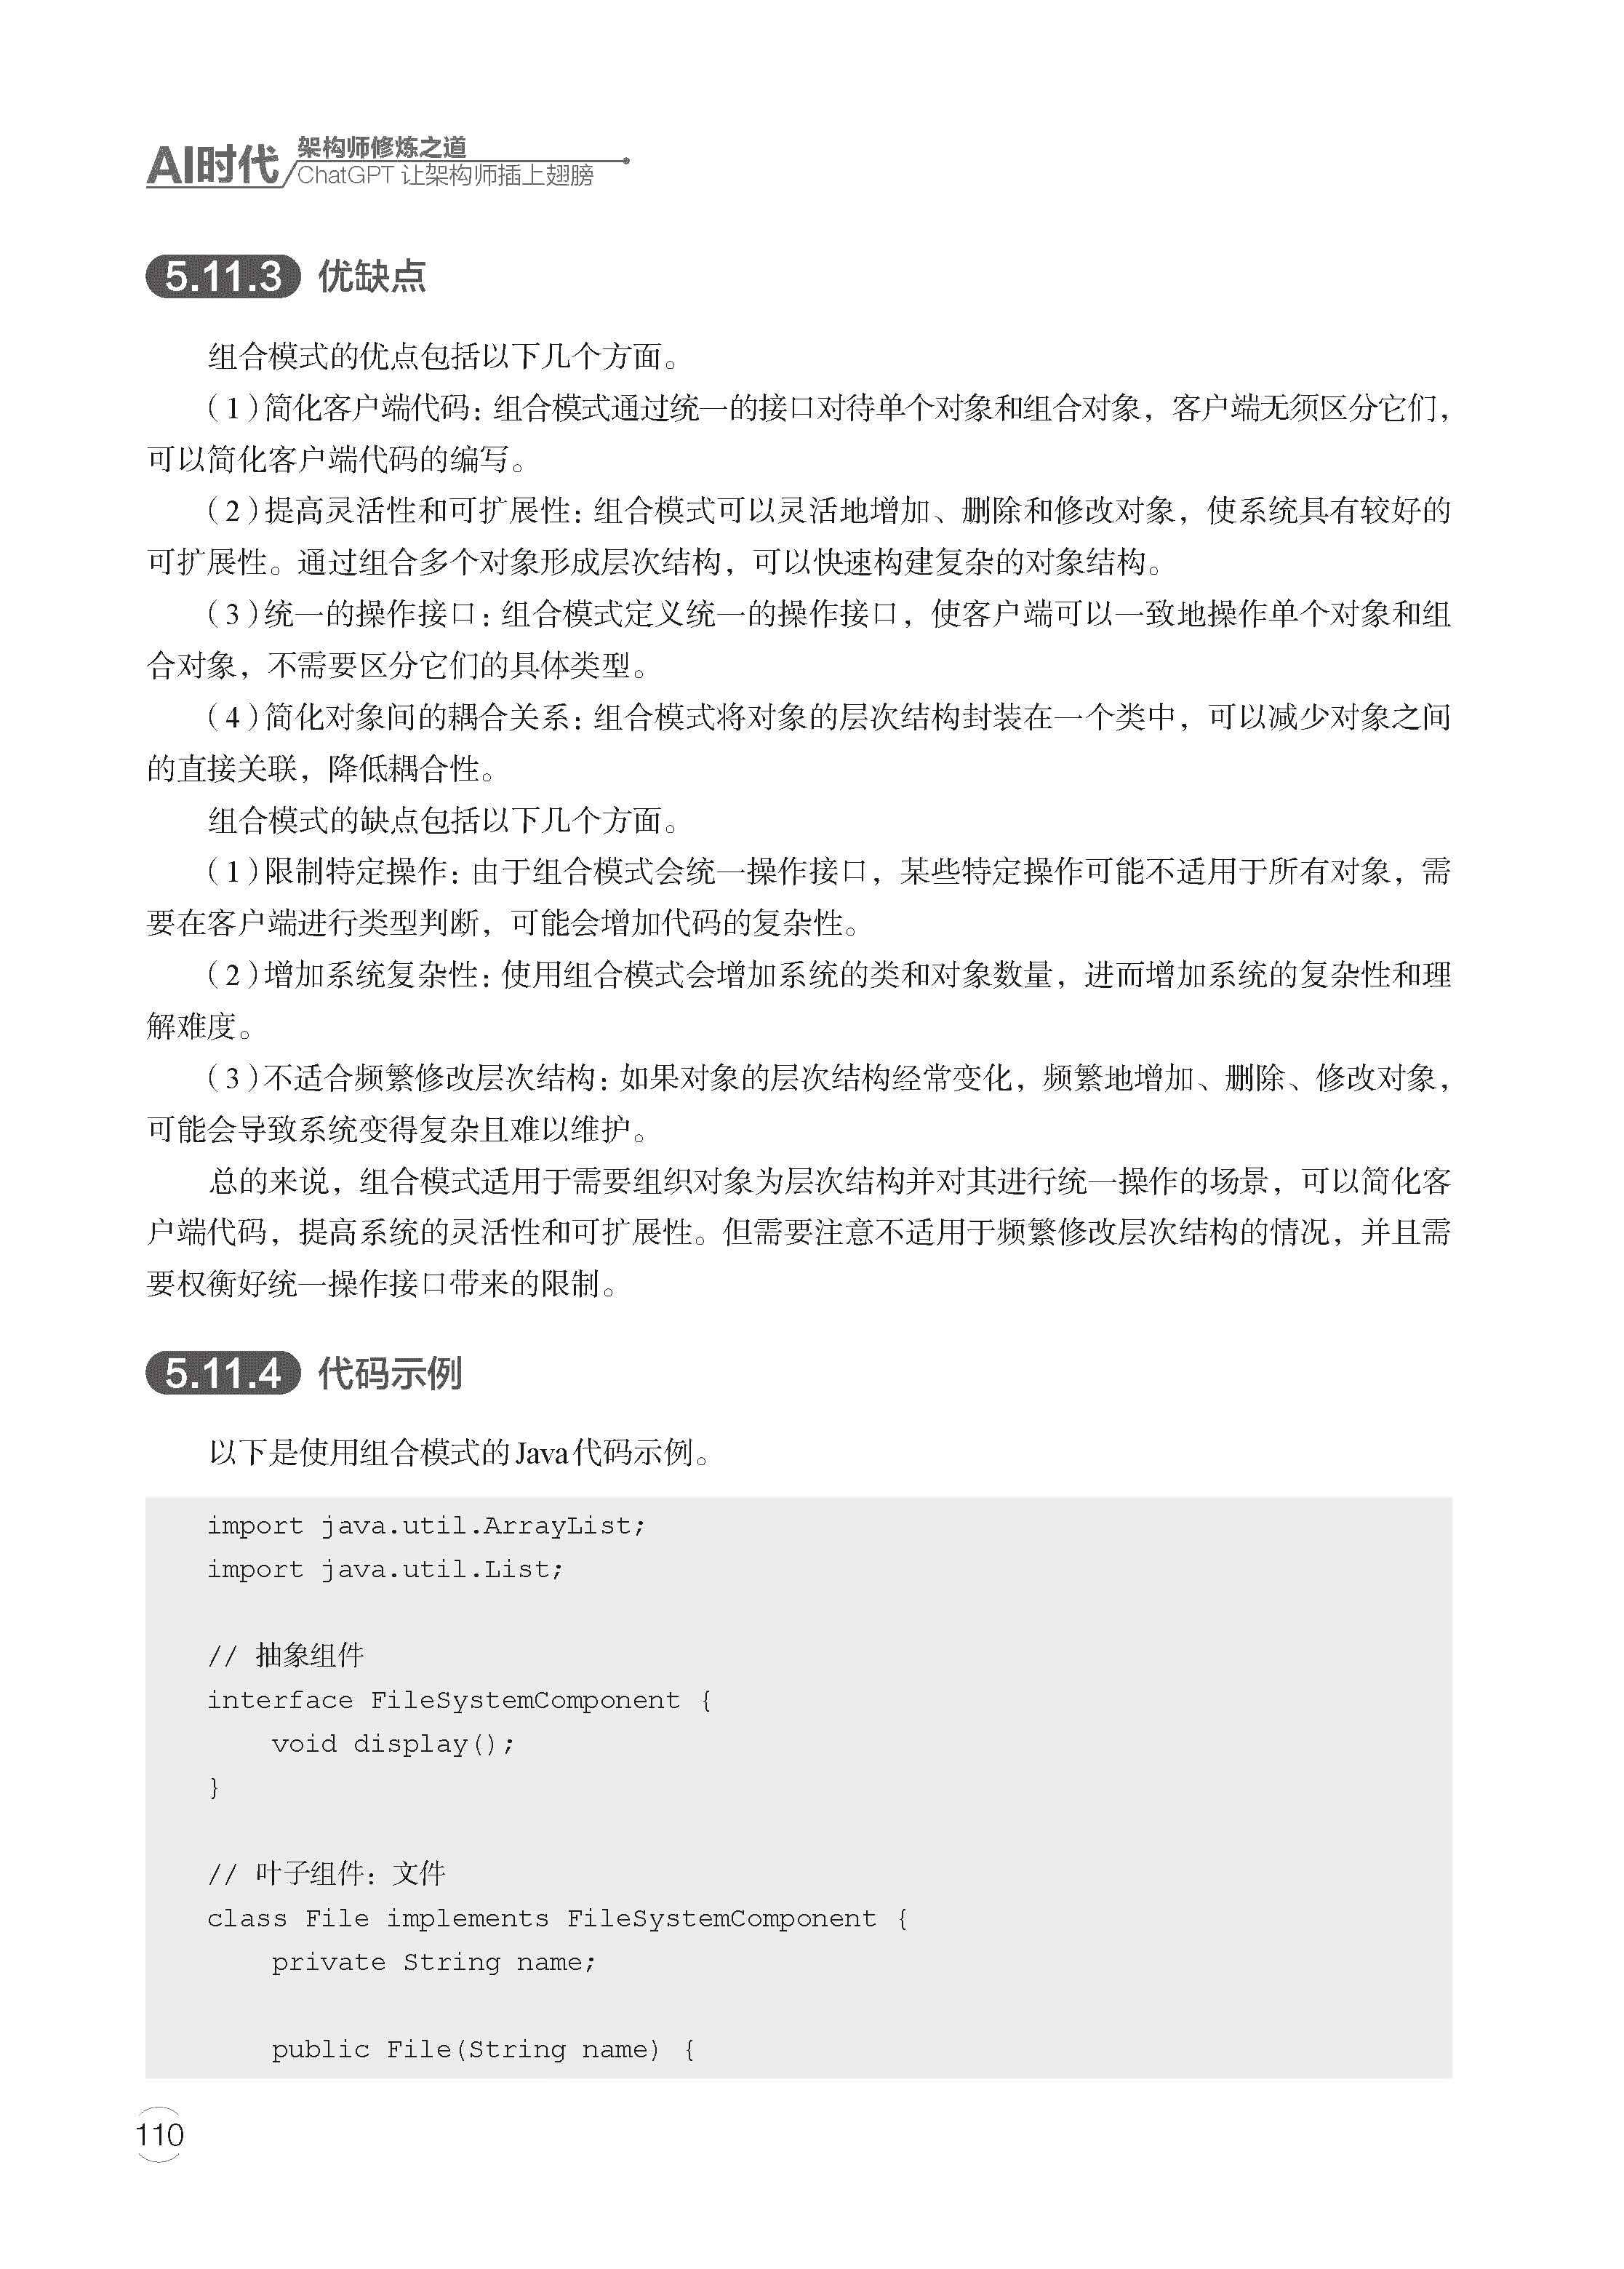 AI时代 架构师修炼之道
ChatGPT 让架构师插上翅膀
5.11.3 优缺点
组合模式的优点包括以下几个方面。
（1）简化客户端代码：组合模式通过统一的接口对待单个对象和组合对象，客户端无须区分它们，
可以简化客户端代码的编写。
（2）提高灵活性和可扩展性：组合模式可以灵活地增加、删除和修改对象，使系统具有较好的
可扩展性。通过组合多个对象形成层次结构，可以快速构建复杂的对象结构。
（3）统一的操作接口：组合模式定义统一的操作接口，使客户端可以一致地操作单个对象和组
合对象，不需要区分它们的具体类型。
（4）简化对象间的耦合关系：组合模式将对象的层次结构封装在一个类中，可以减少对象之间
的直接关联，降低耦合性。
组合模式的缺点包括以下几个方面。
（1）限制特定操作：由于组合模式会统一操作接口，某些特定操作可能不适用于所有对象，需
要在客户端进行类型判断，可能会增加代码的复杂性。
（2）增加系统复杂性：使用组合模式会增加系统的类和对象数量，进而增加系统的复杂性和理
解难度。
（3）不适合频繁修改层次结构：如果对象的层次结构经常变化，频繁地增加、删除、修改对象，
可能会导致系统变得复杂且难以维护。
总的来说，组合模式适用于需要组织对象为层次结构并对其进行统一操作的场景，可以简化客
户端代码，提高系统的灵活性和可扩展性。但需要注意不适用于频繁修改层次结构的情况，并且需
要权衡好统一操作接口带来的限制。
5.11.4 代码示例
以下是使用组合模式的Java代码示例。
import java.util.ArrayList;
import java.util.List;
// 抽象组件
interface FileSystemComponent {
    void display();
}
// 叶子组件：文件
class File implements FileSystemComponent {
    private String name;
    public File(String name) {
110